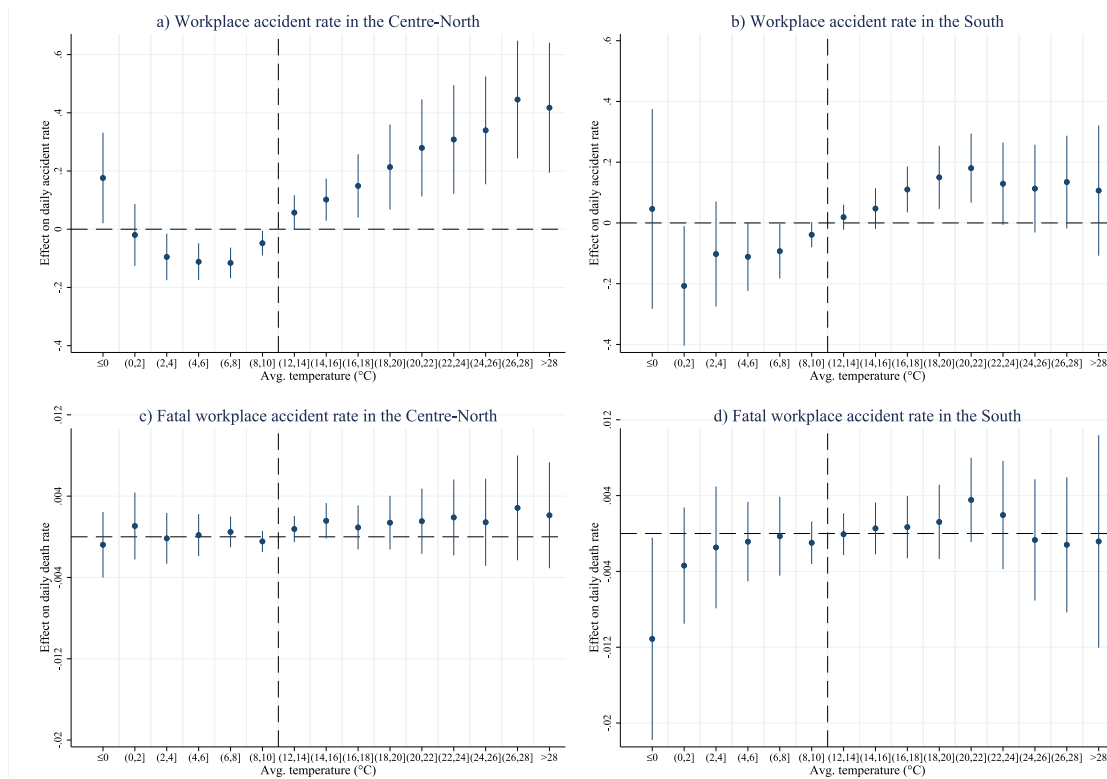 a) Workplace accident rate in the Centre-North
Effect on daily accident rate
.6
.4
.2
0
-.2
-.4
≤0 (0,2] (2,4] (4,6] (6,8] (8,10] (12,14] (14,16] (16,18] (18,20] (20,22] (22,24] (24,26] (26,28] >28
Avg. temperature (°C)
b) Workplace accident rate in the South
Effect on daily accident rate
.6
.4
.2
0
-.2
-.4
≤0 (0,2] (2,4] (4,6] (6,8] (8,10] (12,14] (14,16] (16,18] (18,20] (20,22] (22,24] (24,26] (26,28] >28
Avg. temperature (°C)
c) Fatal workplace accident rate in the Centre-North
Effect on daily death rate
.012
.004
-.004
-.012
-.02
≤0 (0,2] (2,4] (4,6] (6,8] (8,10] (12,14] (14,16] (16,18] (18,20] (20,22] (22,24] (24,26] (26,28] >28
Avg. temperature (°C)
d) Fatal workplace accident rate in the South
Effect on daily death rate
.012
.004
-.004
-.012
-.02
≤0 (0,2] (2,4] (4,6] (6,8] (8,10] (12,14] (14,16] (16,18] (18,20] (20,22] (22,24] (24,26] (26,28] >28
Avg. temperature (°C)